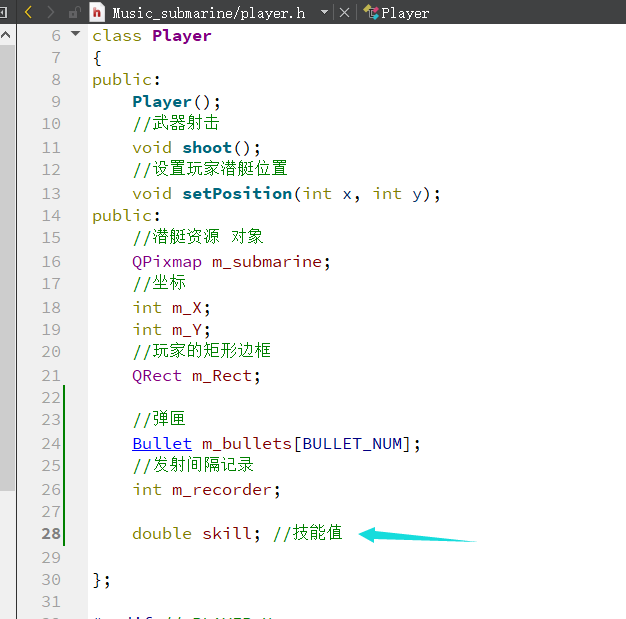 Music_submarine/player.h Player
6 class Player
7 {
8 public:
9 Player();
10 //武器射击
11 void shoot();
12 //设置玩家潜艇位置
13 void setPosition(int x, int y);
14 public:
15 //潜艇资源 对象
16 QPixmap m_submarine;
17 //坐标
18 int m_X;
19 int m_Y;
20 //玩家的矩形边框
21 QRect m_Rect;
22
23 //弹匣
24 Bullet m_bullets[BULLET_NUM];
25 //发射间隔记录
26 int m_recorder;
27
28 double skill; //技能值
29
30 };
31